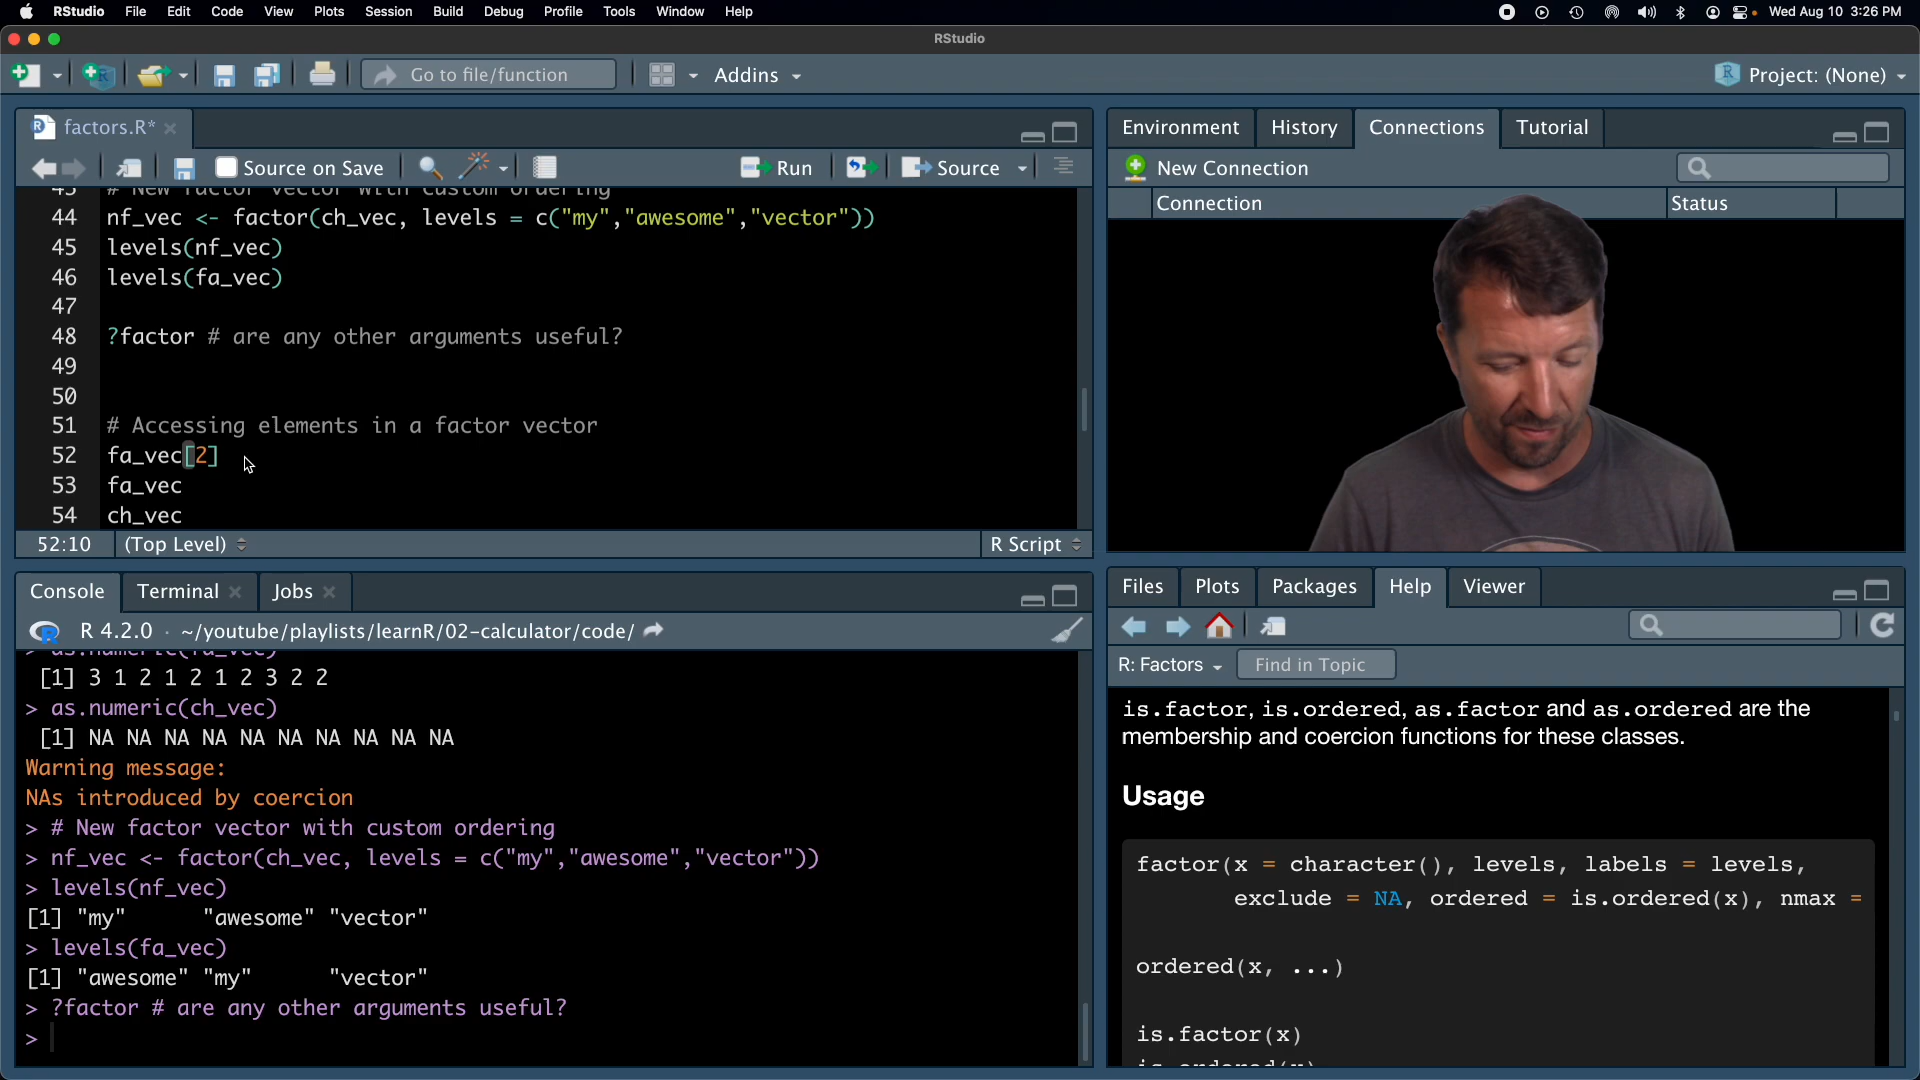 RStudio File Edit Code View Plots Session Build Debug Profile Tools Window Help Wed Aug 10 3:26 PM
RStudio
Go to file/function Addins Project: (None)
factors.R*
Source on Save Run Source
43 # New factor vector with custom ordering
44 nf_vec <- factor(ch_vec, levels = c("my","awesome","vector"))
45 levels(nf_vec)
46 levels(fa_vec)
47
48 ?factor # are any other arguments useful?
49
50
51 # Accessing elements in a factor vector
52 fa_vec[2]
53 fa_vec
54 ch_vec
52:10 (Top Level) R Script
Console Terminal Jobs
R 4.2.0 · ~/youtube/playlists/learnR/02-calculator/code/
> as.numeric(fa_vec)
[1] 3 1 2 1 2 1 2 3 2 2
> as.numeric(ch_vec)
[1] NA NA NA NA NA NA NA NA NA NA
Warning message:
NAs introduced by coercion
> # New factor vector with custom ordering
> nf_vec <- factor(ch_vec, levels = c("my","awesome","vector"))
> levels(nf_vec)
[1] "my" "awesome" "vector"
> levels(fa_vec)
[1] "awesome" "my" "vector"
> ?factor # are any other arguments useful?
>
Environment History Connections Tutorial
New Connection
Connection Status
Files Plots Packages Help Viewer
R: Factors Find in Topic
is.factor, is.ordered, as.factor and as.ordered are the
membership and coercion functions for these classes.
Usage
factor(x = character(), levels, labels = levels,
exclude = NA, ordered = is.ordered(x), nmax =
ordered(x, ...)
is.factor(x)
is.ordered(x)